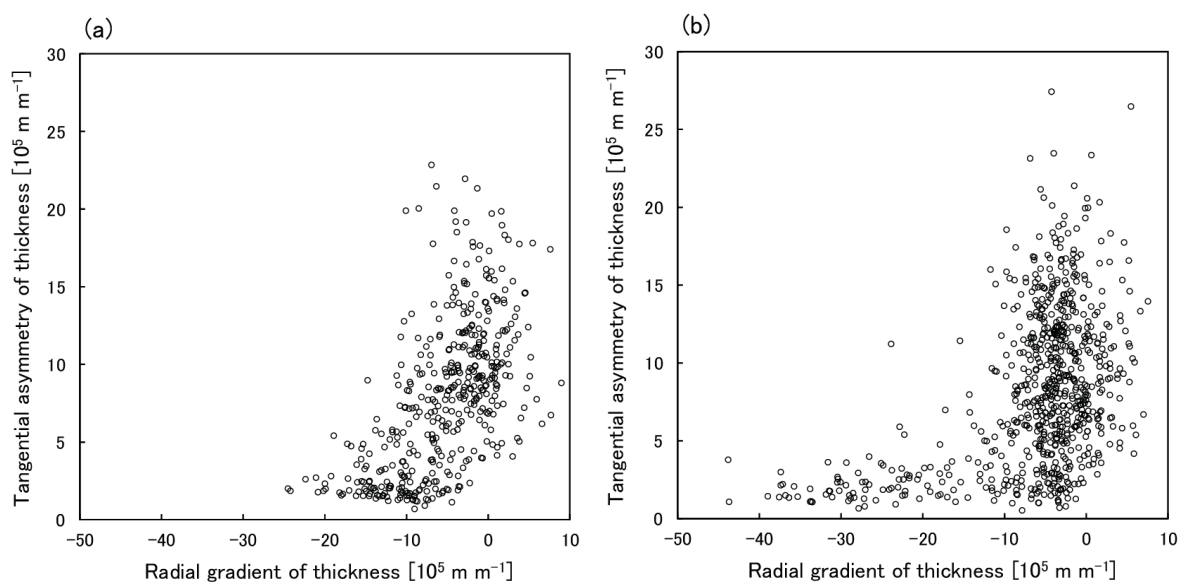 (a)
30
25
20
15
10
5
0
Tangential asymmetry of thickness [10⁵ m m⁻¹]
−50 −40 −30 −20 −10 0 10
Radial gradient of thickness [10⁵ m m⁻¹]
(b)
30
25
20
15
10
5
0
Tangential asymmetry of thickness [10⁵ m m⁻¹]
−50 −40 −30 −20 −10 0 10
Radial gradient of thickness [10⁵ m m⁻¹]